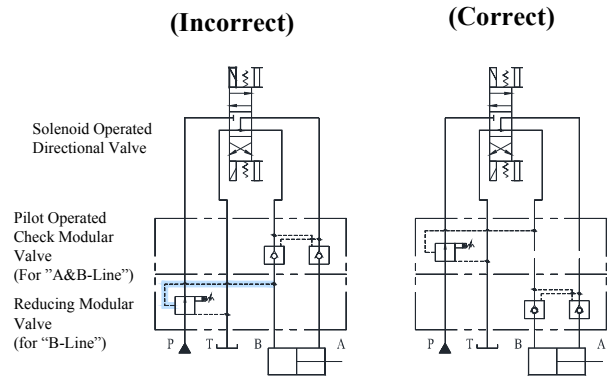 (Incorrect)
(Correct)
Solenoid Operated
Directional Valve
Pilot Operated
Check Modular
Valve
(For ”A&B-Line”)
Reducing Modular
Valve
(for “B-Line”)
P T B A
P T B A